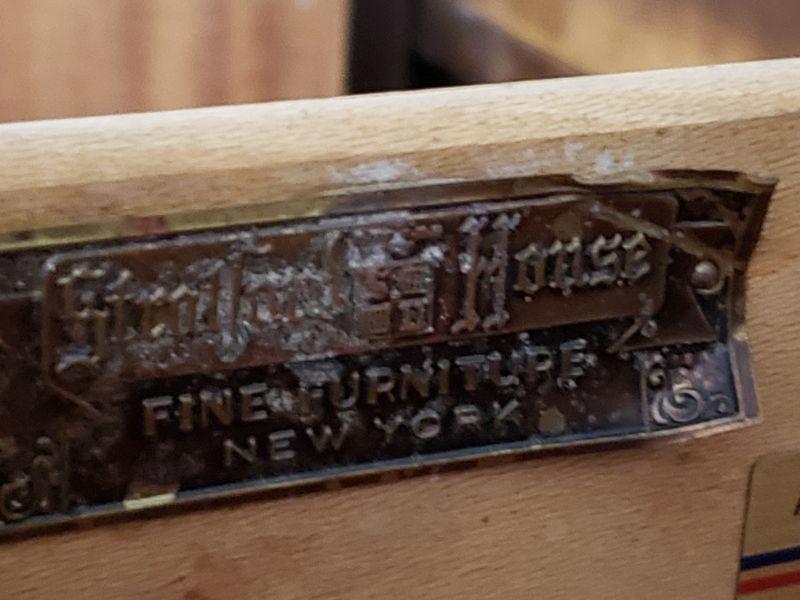 Stratford House
FINE FURNITURE
NEW YORK